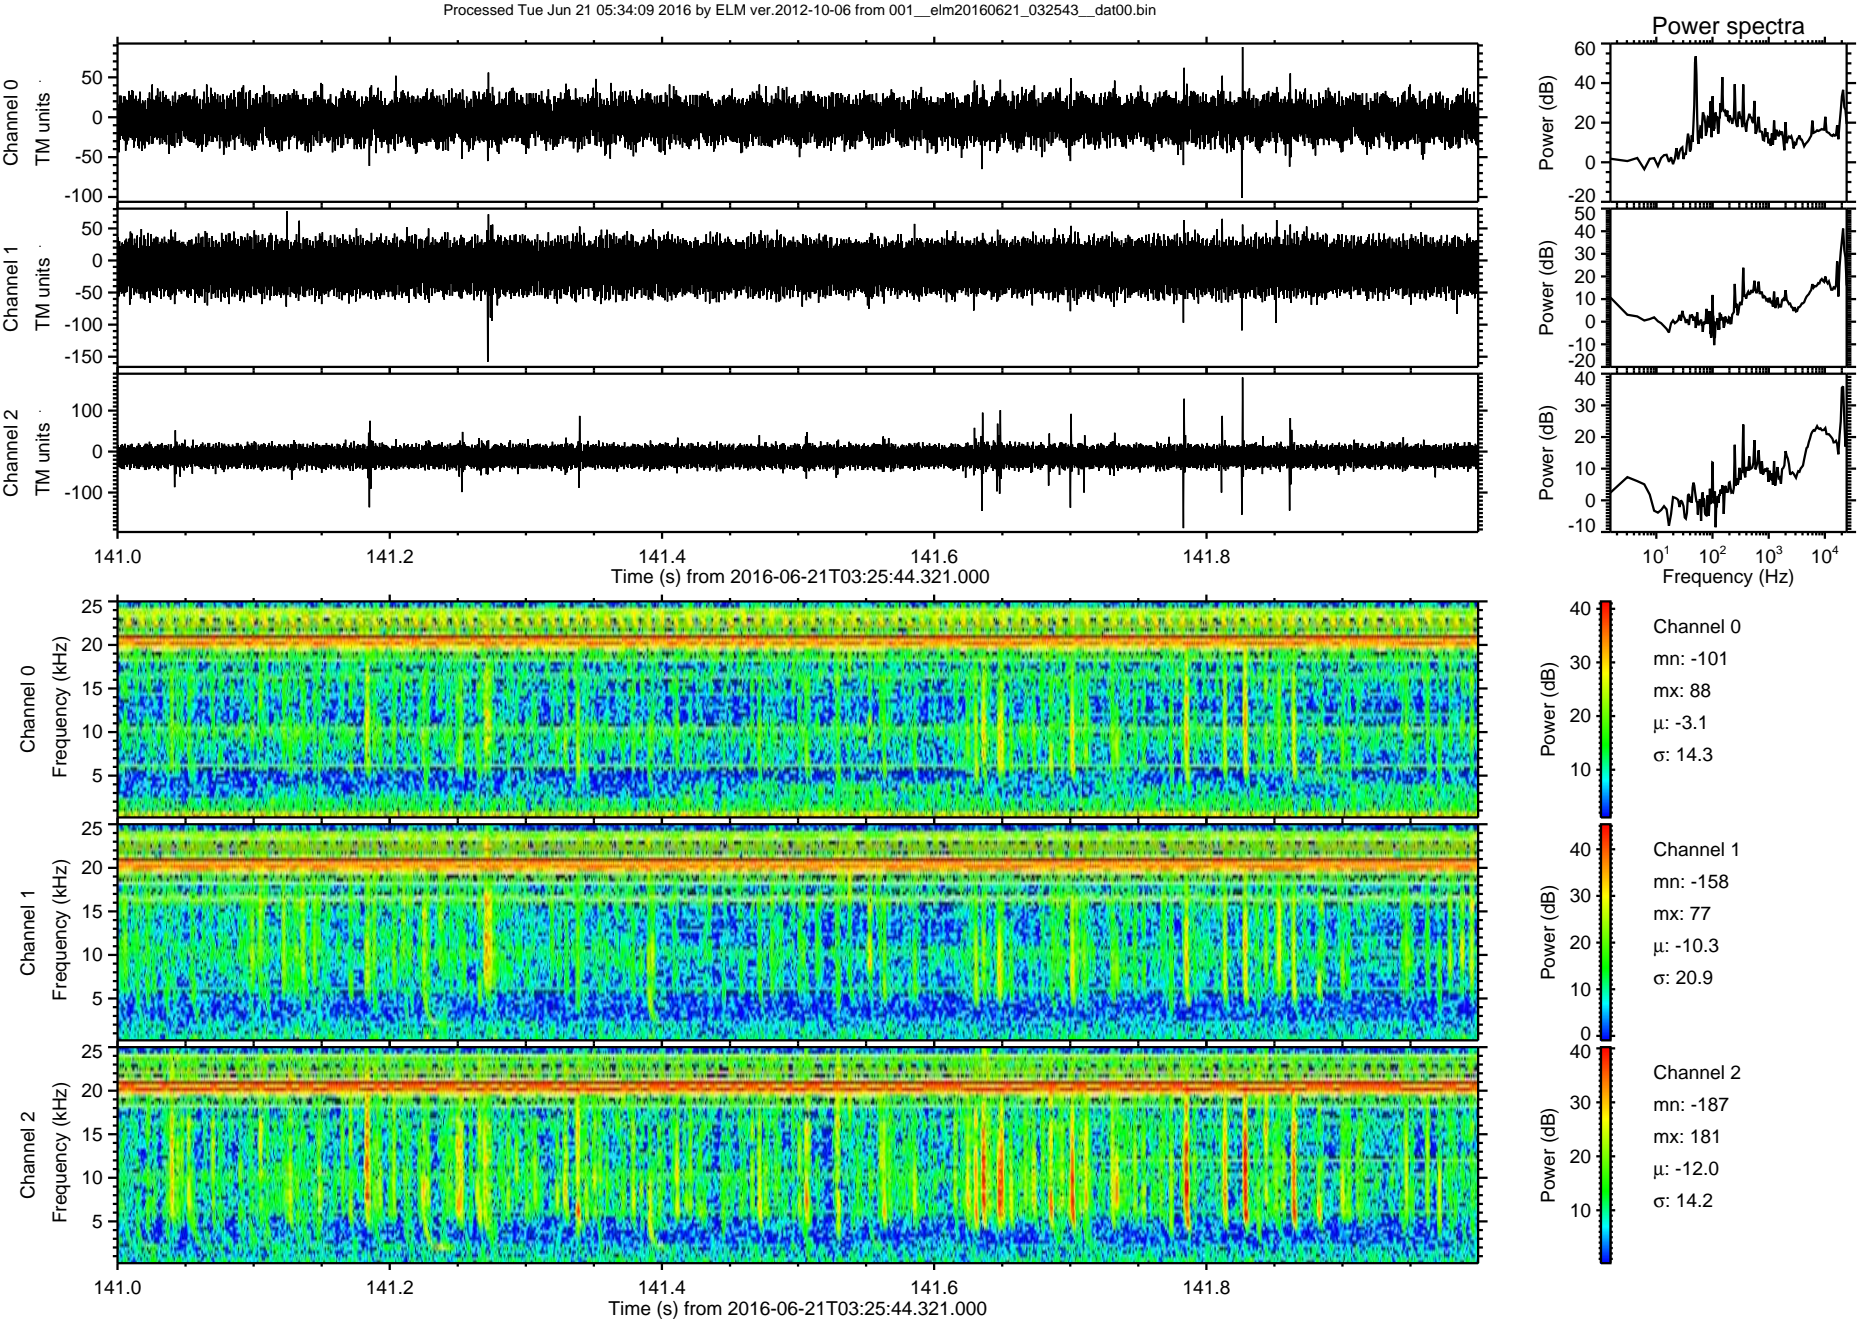 Processed Tue Jun 21 05:34:09 2016 by ELM ver.2012-10-06 from 001__elm20160621_032543__dat00.bin
Power spectra
Channel 0
TM units
50
0
-50
-100
Power (dB)
60
40
20
0
-20
Channel 1
TM units
50
0
-50
-100
-150
Power (dB)
50
40
30
20
10
0
-10
-20
Channel 2
TM units
100
0
-100
Power (dB)
40
30
20
10
0
-10
141.0 141.2 141.4 141.6 141.8
Time (s) from 2016-06-21T03:25:44.321.000
10¹ 10² 10³ 10⁴
Frequency (Hz)
Channel 0
Frequency (kHz)
25
20
15
10
5
Power (dB)
40
30
20
10
Channel 0
mn: -101
mx: 88
μ: -3.1
σ: 14.3
Channel 1
Frequency (kHz)
25
20
15
10
5
Power (dB)
40
30
20
10
0
Channel 1
mn: -158
mx: 77
μ: -10.3
σ: 20.9
Channel 2
Frequency (kHz)
25
20
15
10
5
Power (dB)
40
30
20
10
Channel 2
mn: -187
mx: 181
μ: -12.0
σ: 14.2
141.0 141.2 141.4 141.6 141.8
Time (s) from 2016-06-21T03:25:44.321.000